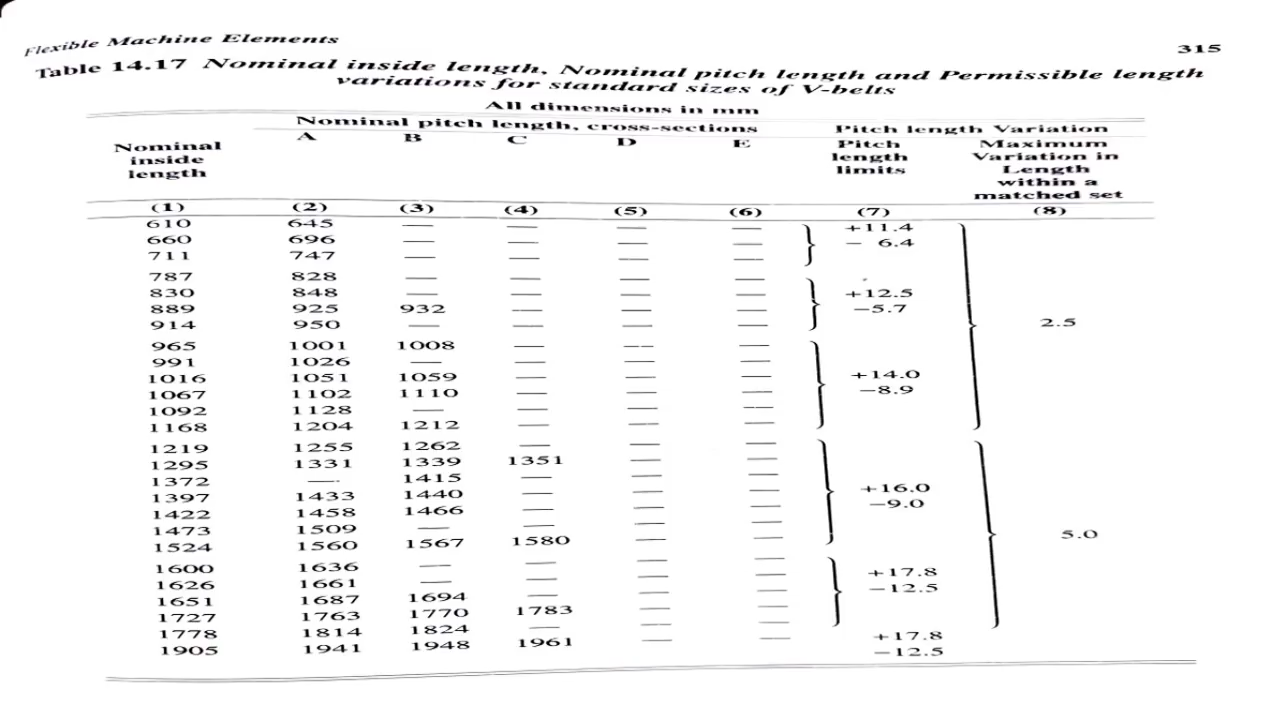 Flexible Machine Elements 315
Table 14.17 Nominal inside length, Nominal pitch length and Permissible length
variations for standard sizes of V-belts
All dimensions in mm
Nominal pitch length, cross-sections Pitch length Variation
Nominal A B C D E Pitch Maximum
inside length Variation in
length limits Length
within a
matched set
(1) (2) (3) (4) (5) (6) (7) (8)
610 645 — — — — +11.4
660 696 — — — — – 6.4
711 747 — — — —
787 828 — — — —
830 848 — — — — +12.5
889 925 932 — — — –5.7
914 950 — — — — 2.5
965 1001 1008 — — —
991 1026 — — — —
1016 1051 1059 — — — +14.0
1067 1102 1110 — — — –8.9
1092 1128 — — — —
1168 1204 1212 — — —
1219 1255 1262 — — —
1295 1331 1339 1351 — —
1372 — 1415 — — —
1397 1433 1440 — — — +16.0
1422 1458 1466 — — — –9.0
1473 1509 — — — —
1524 1560 1567 1580 — — 5.0
1600 1636 — — — —
1626 1661 — — — — +17.8
1651 1687 1694 — — — –12.5
1727 1763 1770 1783 — —
1778 1814 1824 — — — +17.8
1905 1941 1948 1961 — — –12.5